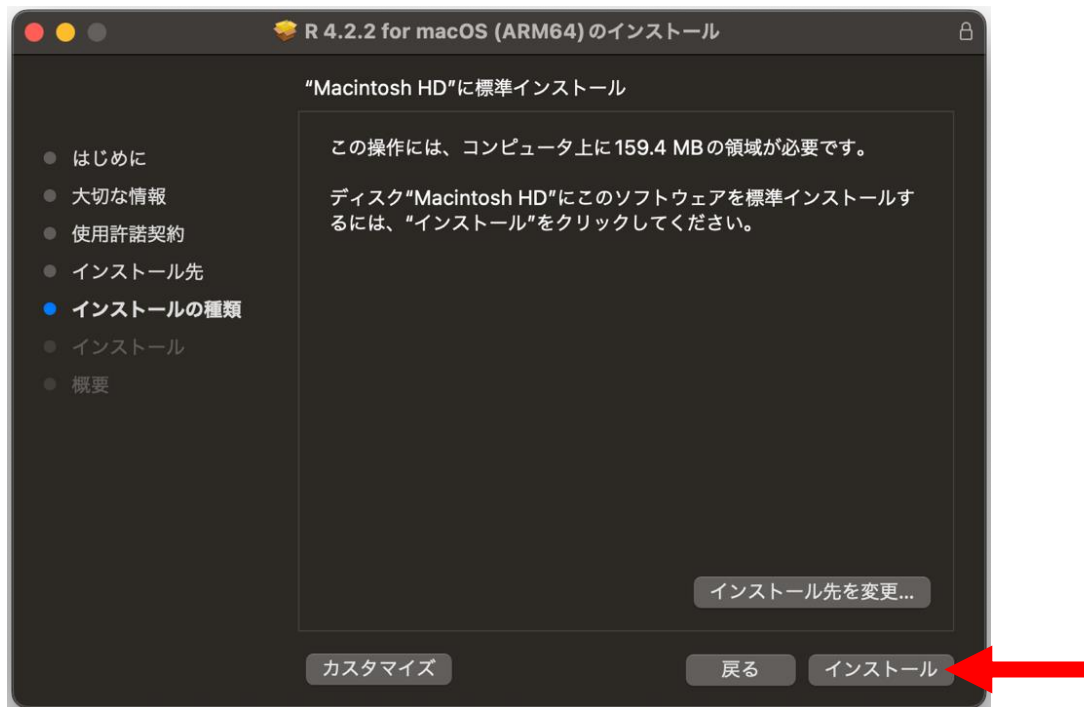 R 4.2.2 for macOS (ARM64)のインストール
“Macintosh HD”に標準インストール
はじめに
大切な情報
使用許諾契約
インストール先
インストールの種類
インストール
概要
この操作には、コンピュータ上に159.4 MBの領域が必要です。
ディスク“Macintosh HD”にこのソフトウェアを標準インストールす
るには、“インストール”をクリックしてください。
インストール先を変更...
カスタマイズ
戻る
インストール